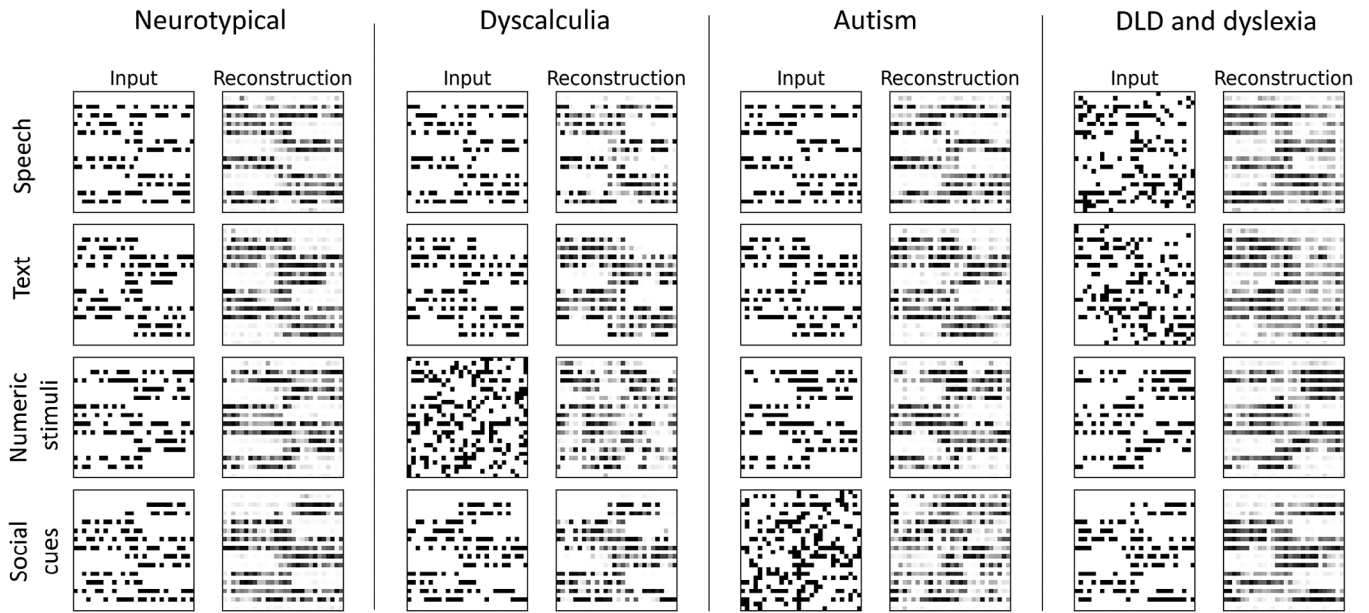 Neurotypical Dyscalculia Autism DLD and dyslexia
Input Reconstruction Input Reconstruction Input Reconstruction Input Reconstruction
Speech
Text
Numeric
stimuli
Social
cues